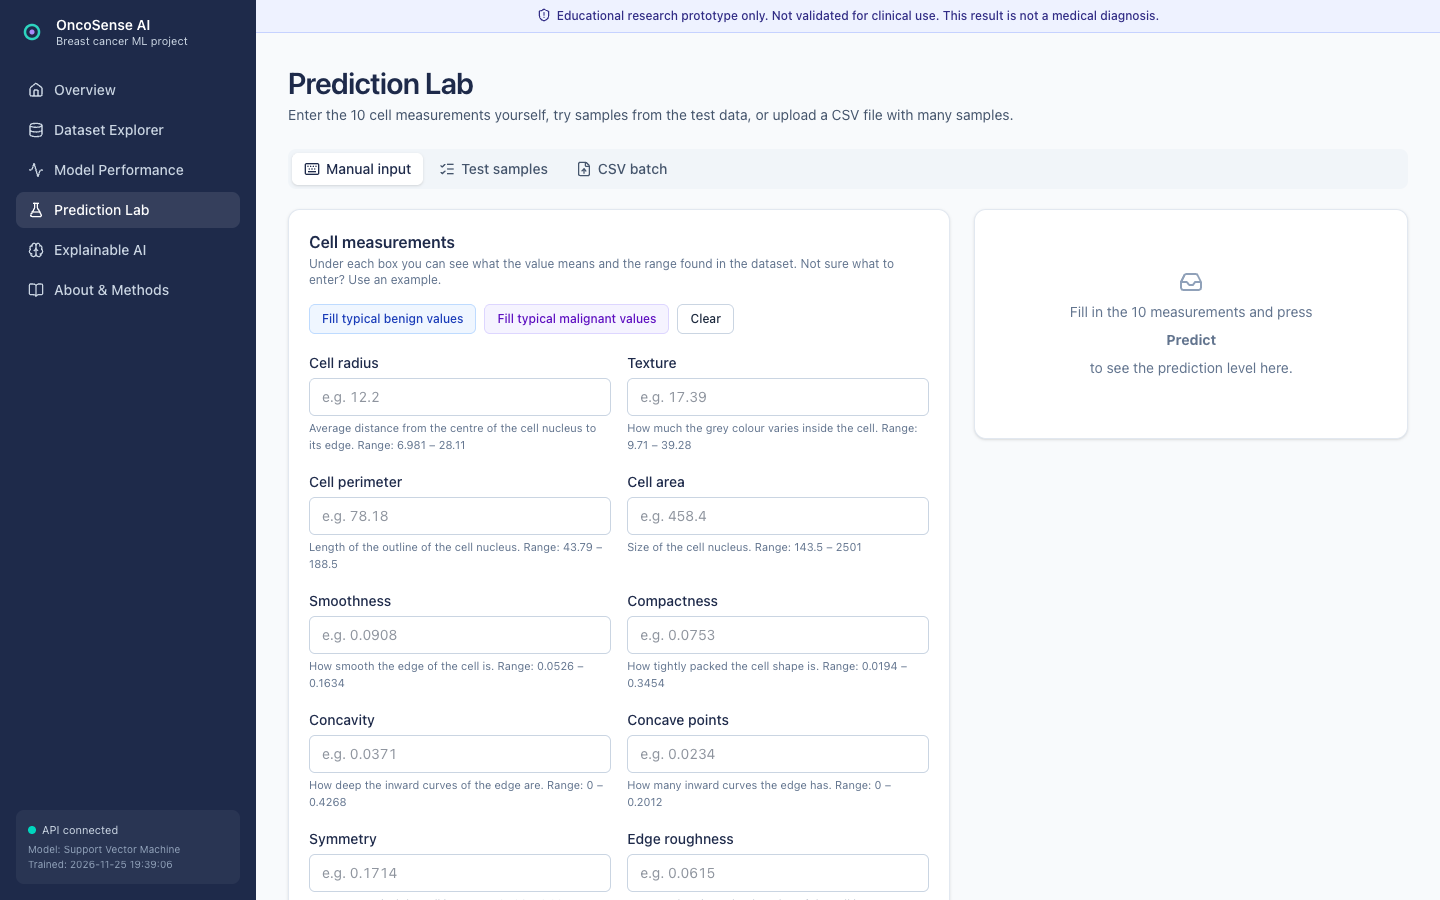 OncoSense AI
Breast cancer ML project
Overview
Dataset Explorer
Model Performance
Prediction Lab
Explainable AI
About & Methods
API connected
Model: Support Vector Machine
Trained: 2026-11-25 19:39:06
Educational research prototype only. Not validated for clinical use. This result is not a medical diagnosis.
Prediction Lab
Enter the 10 cell measurements yourself, try samples from the test data, or upload a CSV file with many samples.
Manual input
Test samples
CSV batch
Cell measurements
Under each box you can see what the value means and the range found in the dataset. Not sure what to
enter? Use an example.
Fill typical benign values
Fill typical malignant values
Clear
Cell radius
e.g. 12.2
Average distance from the centre of the cell nucleus to
its edge. Range: 6.981 – 28.11
Texture
e.g. 17.39
How much the grey colour varies inside the cell. Range:
9.71 – 39.28
Cell perimeter
e.g. 78.18
Length of the outline of the cell nucleus. Range: 43.79 –
188.5
Cell area
e.g. 458.4
Size of the cell nucleus. Range: 143.5 – 2501
Smoothness
e.g. 0.0908
How smooth the edge of the cell is. Range: 0.0526 –
0.1634
Compactness
e.g. 0.0753
How tightly packed the cell shape is. Range: 0.0194 –
0.3454
Concavity
e.g. 0.0371
How deep the inward curves of the edge are. Range: 0 –
0.4268
Concave points
e.g. 0.0234
How many inward curves the edge has. Range: 0 –
0.2012
Symmetry
e.g. 0.1714
Edge roughness
e.g. 0.0615
Fill in the 10 measurements and press
Predict
to see the prediction level here.